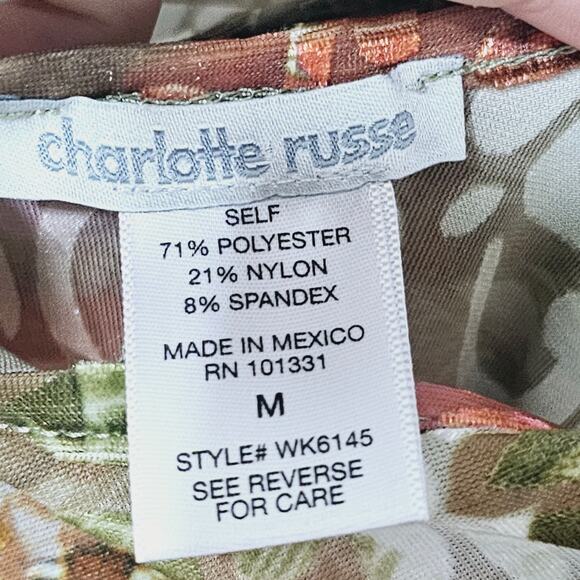 charlotte russe
SELF
71% POLYESTER
21% NYLON
8% SPANDEX
MADE IN MEXICO
RN 101331
M
STYLE# WK6145
SEE REVERSE
FOR CARE